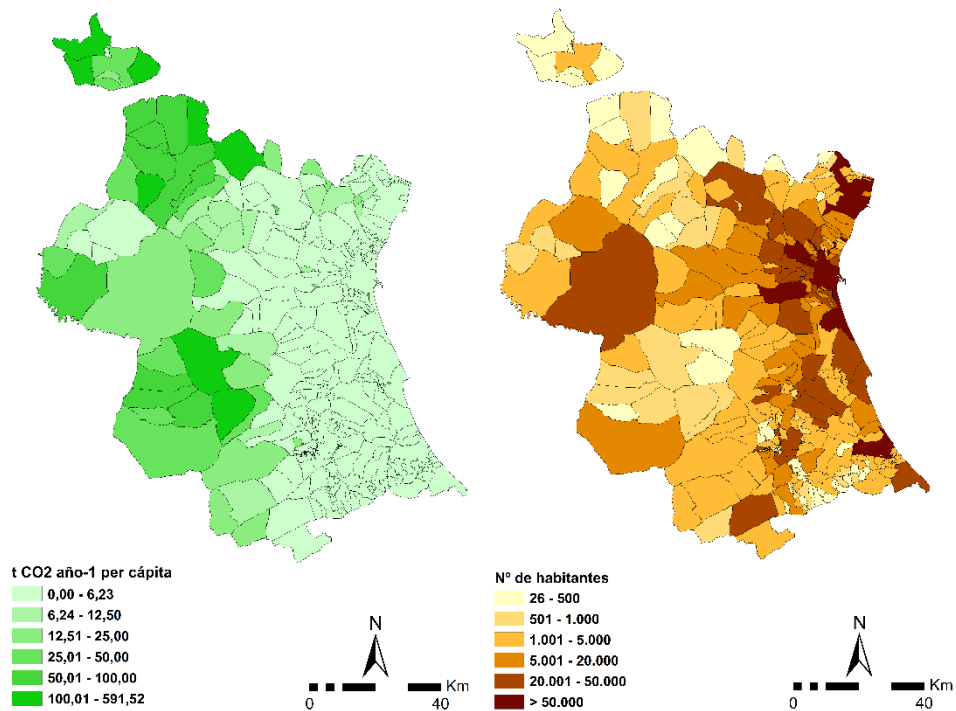 t CO2 año-1 per cápita
0,00 - 6,23
6,24 - 12,50
12,51 - 25,00
25,01 - 50,00
50,01 - 100,00
100,01 - 591,52
N
Km
0
40
Nº de habitantes
26 - 500
501 - 1.000
1.001 - 5.000
5.001 - 20.000
20.001 - 50.000
> 50.000
N
Km
0
40